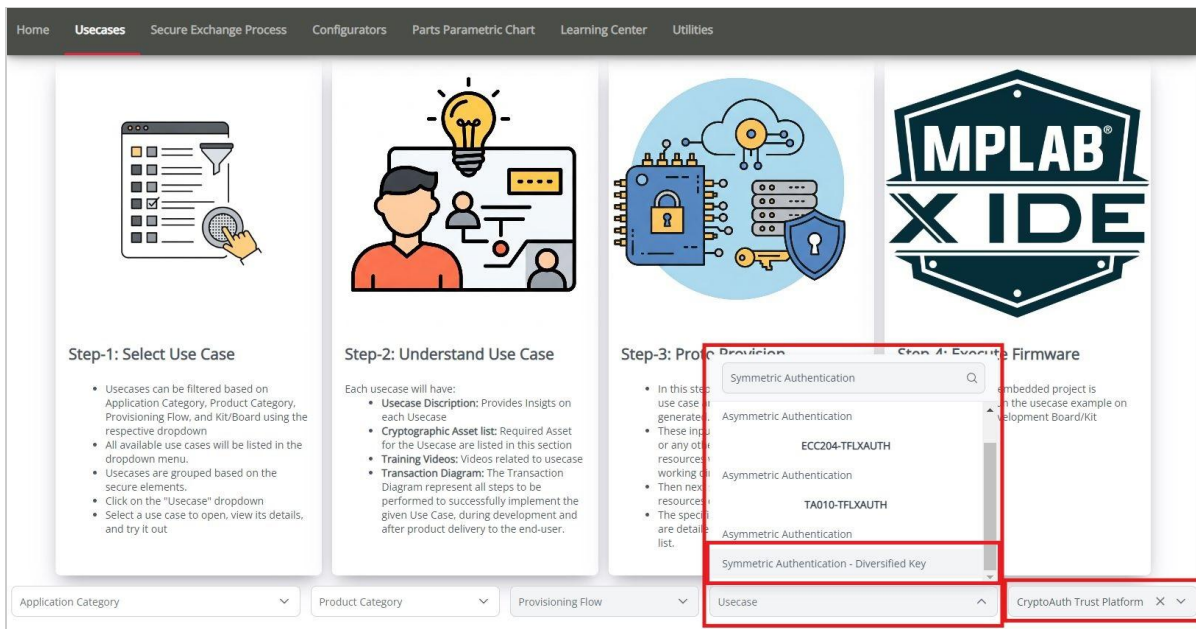 Home Usecases Secure Exchange Process Configurators Parts Parametric Chart Learning Center Utilities
MPLAB®
X IDE
Step-1: Select Use Case
Usecases can be filtered based on
Application Category, Product Category,
Provisioning Flow, and Kit/Board using the
respective dropdown
All available use cases will be listed in the
dropdown menu.
Usecases are grouped based on the
secure elements.
Click on the "Usecase" dropdown
Select a use case to open, view its details,
and try it out
Step-2: Understand Use Case
Each usecase will have:
Usecase Discription: Provides Insigts on
each Usecase
Cryptographic Asset list: Required Asset
for the Usecase are listed in this section
Training Videos: Videos related to usecase
Transaction Diagram: The Transaction
Diagram represent all steps to be
performed to successfully implement the
given Use Case, during development and
after product delivery to the end-user.
Step-3: Proto Provision
In this step
use case
generated.
These
or any
resources
working
Then next
resources
The
are
list.
Step-4: Execute Firmware
embedded project is
the usecase example on
Board/Kit
Symmetric Authentication
Asymmetric Authentication
ECC204-TFLXAUTH
Asymmetric Authentication
TA010-TFLXAUTH
Asymmetric Authentication
Symmetric Authentication - Diversified Key
Application Category Product Category Provisioning Flow Usecase CryptoAuth Trust Platform